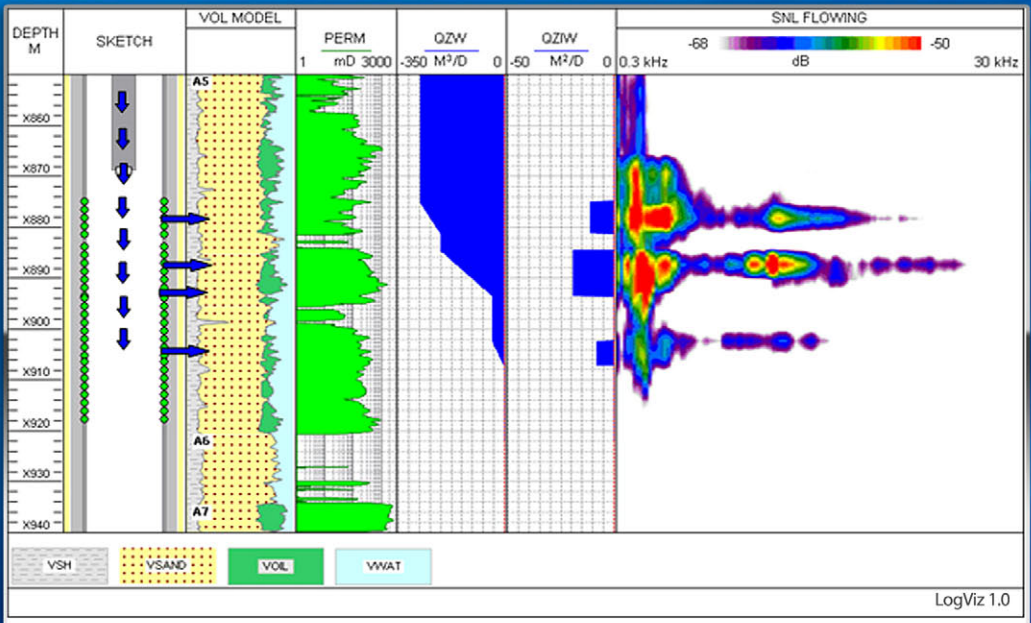 DEPTH
M
SKETCH
VOL MODEL
PERM
1 mD 3000
QZW
-350 M³/D 0
QZIW
-50 M²/D 0
SNL FLOWING
-68 -50
dB
0.3 kHz 30 kHz
A5
X860
X870
X880
X890
X900
X910
X920
A6
X930
A7
X940
VSH
VSAND
VOIL
VWAT
LogViz 1.0